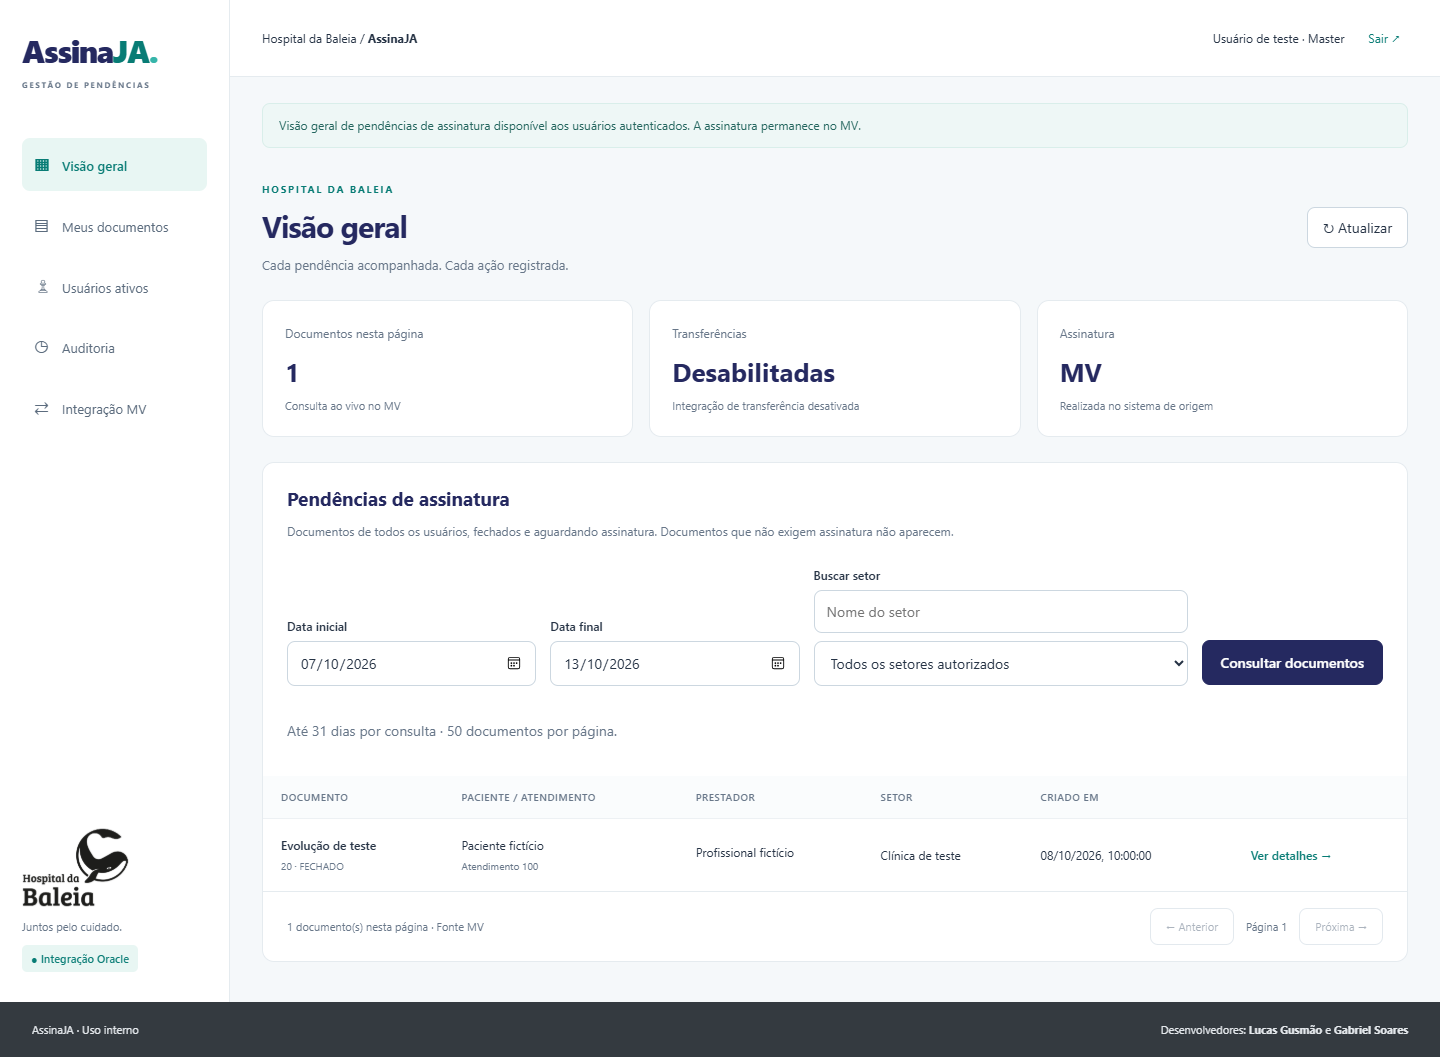 AssinaJA.
GESTÃO DE PENDÊNCIAS
Visão geral
Meus documentos
Usuários ativos
Auditoria
Integração MV
Hospital da
Baleia
Juntos pelo cuidado.
● Integração Oracle
Hospital da Baleia / AssinaJA
Usuário de teste · Master
Sair ↗
Visão geral de pendências de assinatura disponível aos usuários autenticados. A assinatura permanece no MV.
HOSPITAL DA BALEIA
Visão geral
Cada pendência acompanhada. Cada ação registrada.
↻ Atualizar
Documentos nesta página
1
Consulta ao vivo no MV
Transferências
Desabilitadas
Integração de transferência desativada
Assinatura
MV
Realizada no sistema de origem
Pendências de assinatura
Documentos de todos os usuários, fechados e aguardando assinatura. Documentos que não exigem assinatura não aparecem.
Data inicial
07/10/2026
Data final
13/10/2026
Buscar setor
Nome do setor
Todos os setores autorizados
Consultar documentos
Até 31 dias por consulta · 50 documentos por página.
DOCUMENTO PACIENTE / ATENDIMENTO PRESTADOR SETOR CRIADO EM
Evolução de teste
20 · FECHADO
Paciente fictício
Atendimento 100
Profissional fictício
Clínica de teste
08/10/2026, 10:00:00
Ver detalhes →
1 documento(s) nesta página · Fonte MV
← Anterior
Página 1
Próxima →
AssinaJA · Uso interno
Desenvolvedores: Lucas Gusmão e Gabriel Soares